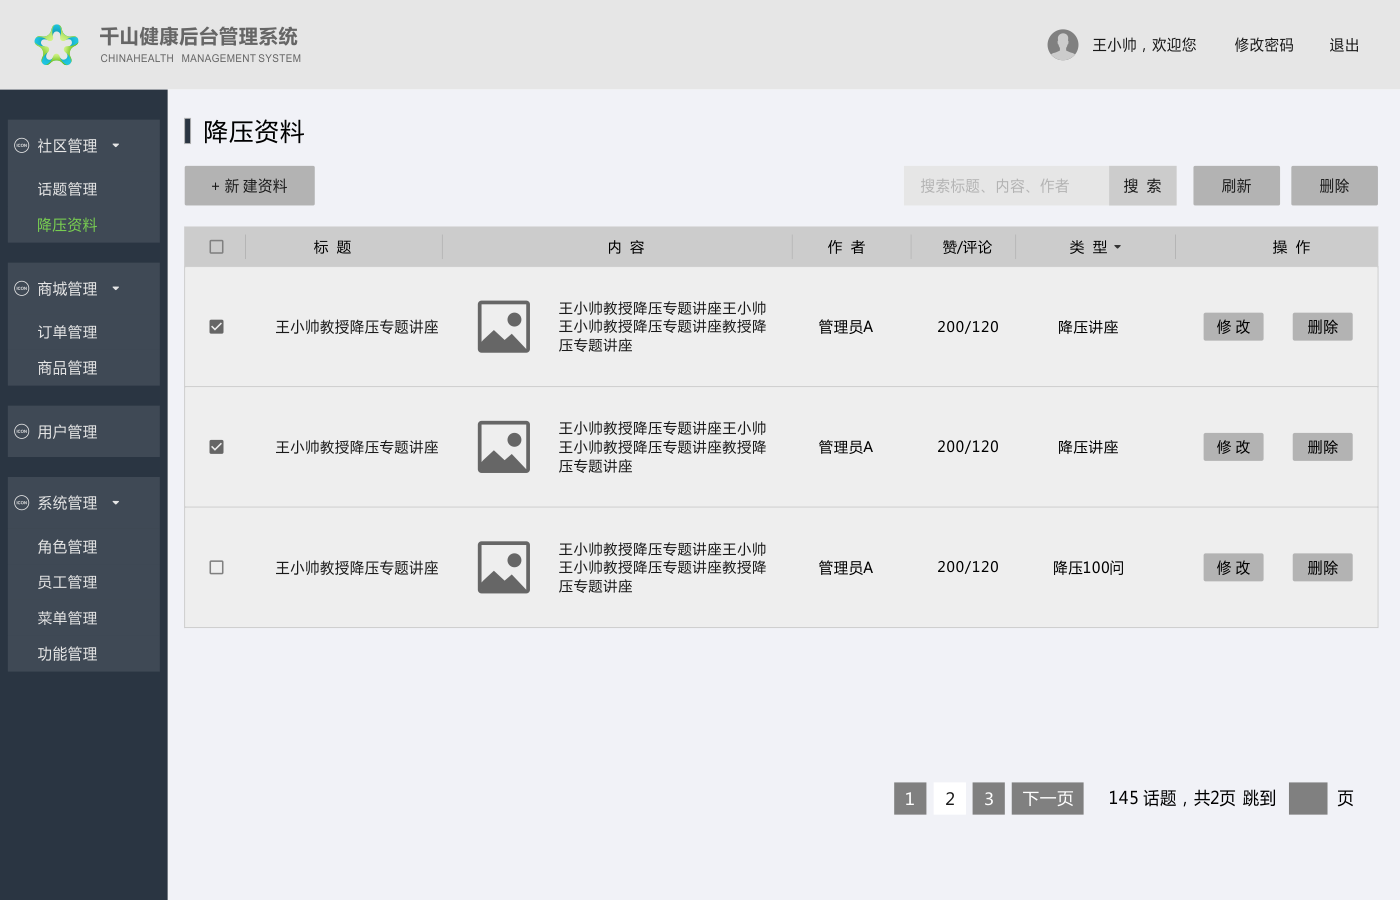 千山健康后台管理系统
CHINAHEALTH MANAGEMENT SYSTEM
王小帅，欢迎您 修改密码 退出
社区管理
话题管理
降压资料
商城管理
订单管理
商品管理
用户管理
系统管理
角色管理
员工管理
菜单管理
功能管理
降压资料
+ 新 建资料 搜索标题、内容、作者 搜 索 刷新 删除
标 题 内 容 作 者 赞/评论 类 型 操 作
王小帅教授降压专题讲座
王小帅教授降压专题讲座王小帅
王小帅教授降压专题讲座教授降
压专题讲座
管理员A 200/120 降压讲座 修 改 删除
王小帅教授降压专题讲座
王小帅教授降压专题讲座王小帅
王小帅教授降压专题讲座教授降
压专题讲座
管理员A 200/120 降压讲座 修 改 删除
王小帅教授降压专题讲座
王小帅教授降压专题讲座王小帅
王小帅教授降压专题讲座教授降
压专题讲座
管理员A 200/120 降压100问 修 改 删除
1 2 3 下一页 145 话题，共2页 跳到 页